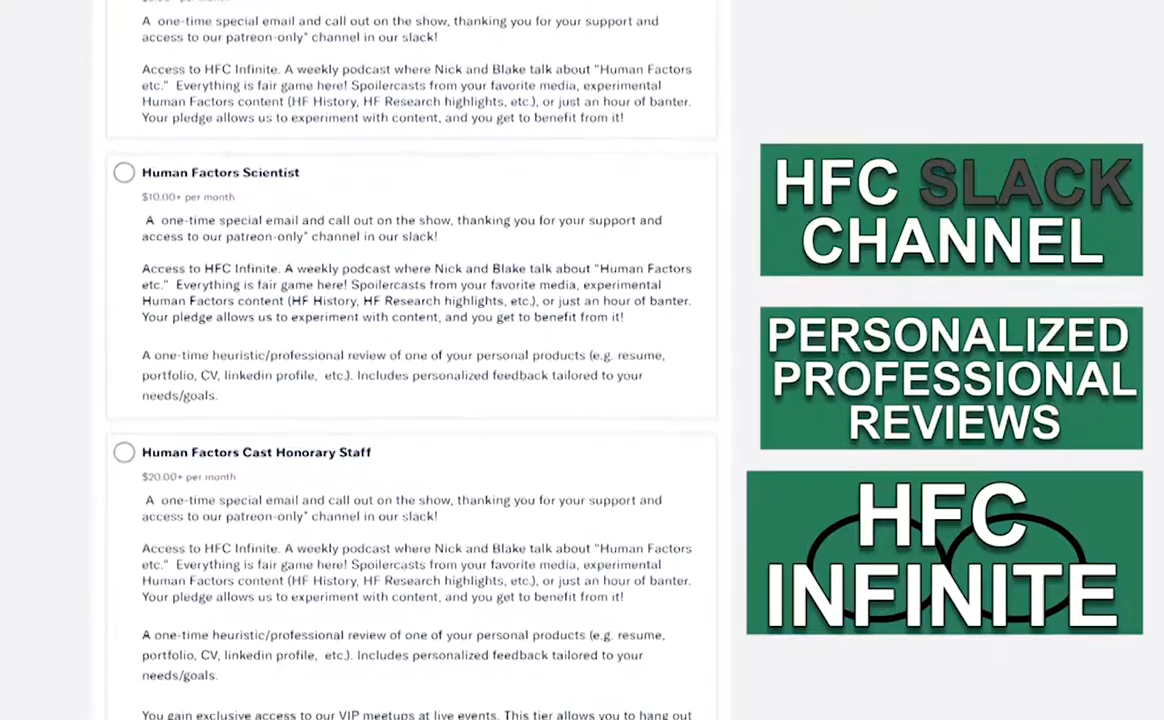 A one-time special email and call out on the show, thanking you for your support and
access to our patreon-only* channel in our slack!
Access to HFC Infinite. A weekly podcast where Nick and Blake talk about "Human Factors
etc." Everything is fair game here! Spoilercasts from your favorite media, experimental
Human Factors content (HF History, HF Research highlights, etc.), or just an hour of banter.
Your pledge allows us to experiment with content, and you get to benefit from it!
Human Factors Scientist
$10.00+ per month
A one-time special email and call out on the show, thanking you for your support and
access to our patreon-only* channel in our slack!
Access to HFC Infinite. A weekly podcast where Nick and Blake talk about "Human Factors
etc." Everything is fair game here! Spoilercasts from your favorite media, experimental
Human Factors content (HF History, HF Research highlights, etc.), or just an hour of banter.
Your pledge allows us to experiment with content, and you get to benefit from it!
A one-time heuristic/professional review of one of your personal products (e.g. resume,
portfolio, CV, linkedin profile, etc.). Includes personalized feedback tailored to your
needs/goals.
Human Factors Cast Honorary Staff
$20.00+ per month
A one-time special email and call out on the show, thanking you for your support and
access to our patreon-only* channel in our slack!
Access to HFC Infinite. A weekly podcast where Nick and Blake talk about "Human Factors
etc." Everything is fair game here! Spoilercasts from your favorite media, experimental
Human Factors content (HF History, HF Research highlights, etc.), or just an hour of banter.
Your pledge allows us to experiment with content, and you get to benefit from it!
A one-time heuristic/professional review of one of your personal products (e.g. resume,
portfolio, CV, linkedin profile, etc.). Includes personalized feedback tailored to your
needs/goals.
You gain exclusive access to our VIP meetups at live events. This tier allows you to hang out
HFC SLACK
CHANNEL
PERSONALIZED
PROFESSIONAL
REVIEWS
HFC
INFINITE